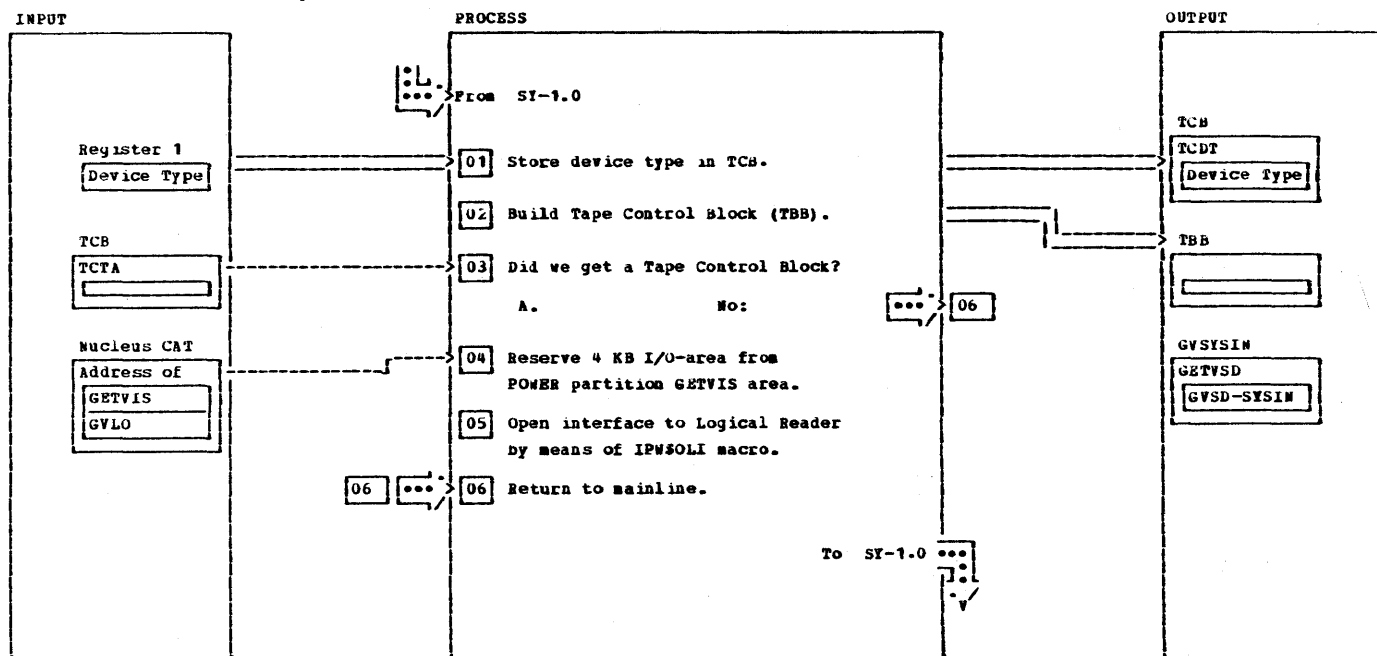 INPUT
PROCESS
OUTPUT
From SY-1.0
Register 1
Device Type
01 Store device type in TCB.
TCB
TCDT
Device Type
02 Build Tape Control Block (TBB).
TCB
TCTA
03 Did we get a Tape Control Block?
A. No:
06
TBB
Nucleus CAT
Address of
GETVIS
GVLO
04 Reserve 4 KB I/O-area from
POWER partition GETVIS area.
GVSYSIN
GETVSD
GVSD-SYSIN
05 Open interface to Logical Reader
by means of IPW$OLI macro.
06
06 Return to mainline.
To SY-1.0